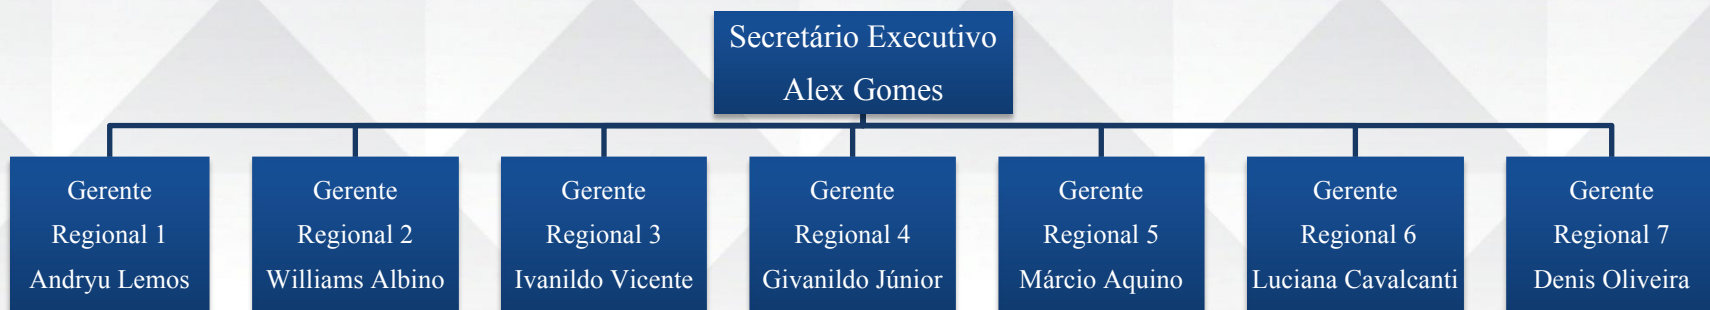 Secretário Executivo
Alex Gomes
Gerente
Regional 1
Andryu Lemos
Gerente
Regional 2
Williams Albino
Gerente
Regional 3
Ivanildo Vicente
Gerente
Regional 4
Givanildo Júnior
Gerente
Regional 5
Márcio Aquino
Gerente
Regional 6
Luciana Cavalcanti
Gerente
Regional 7
Denis Oliveira